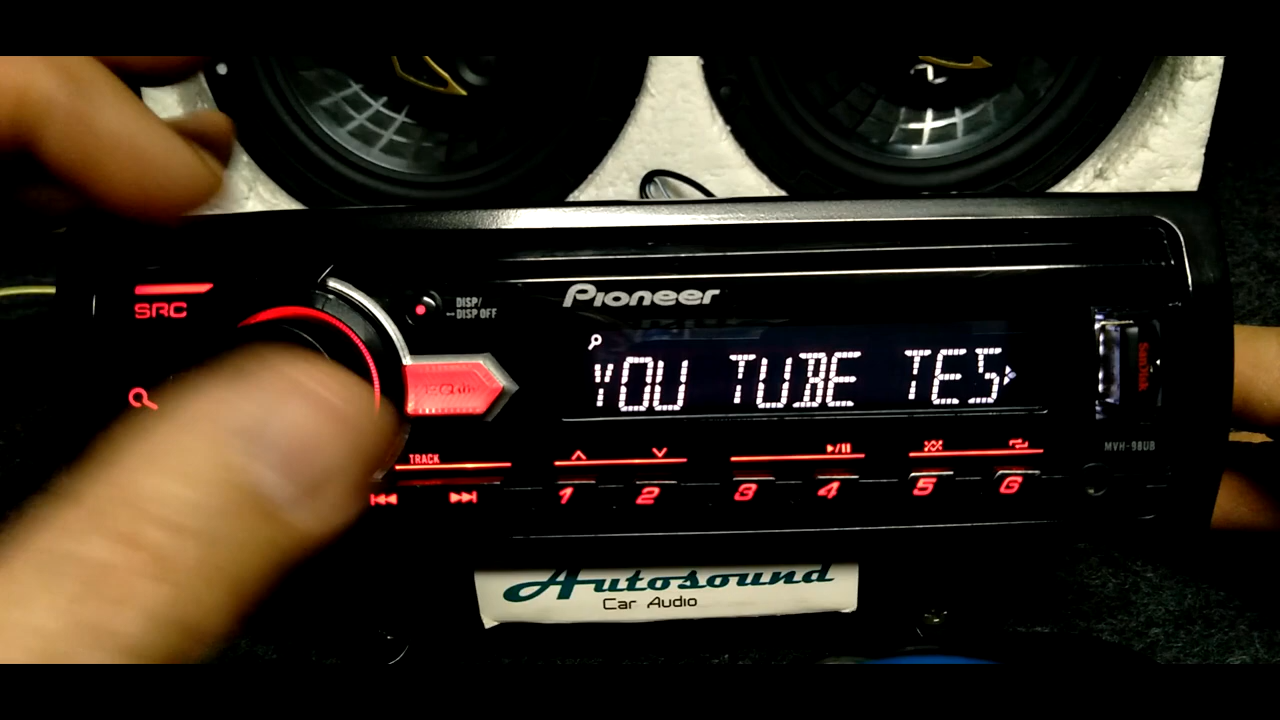 Pioneer
SRC
DISP/
DISP OFF
YOU TUBE TES
SanDisk
MVH-98UB
TRACK
1 2 3 4 5 6
Autosound
Car Audio